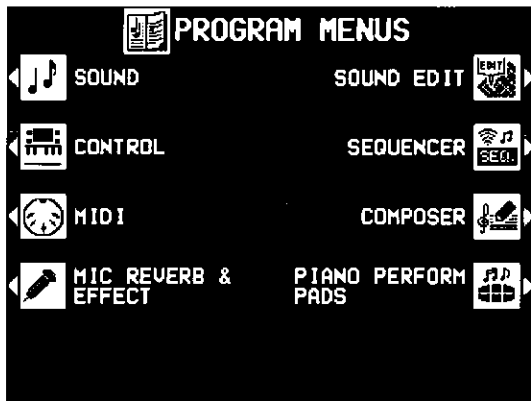 PROGRAM MENUS
SOUND
SOUND EDIT
EDIT
CONTROL
SEQUENCER
SEQ.
MIDI
COMPOSER
MIC REVERB &
EFFECT
PIANO PERFORM
PADS